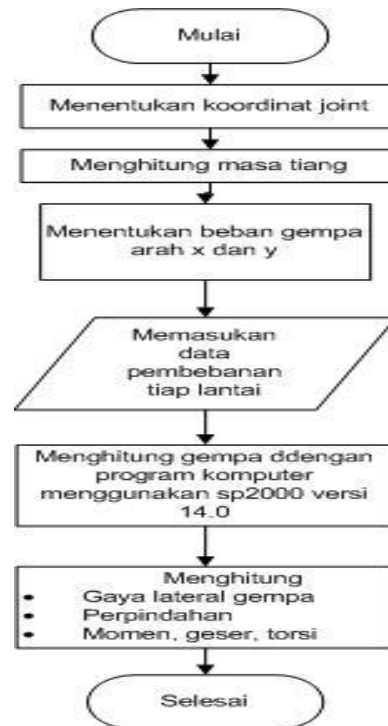 Mulai
Menentukan koordinat joint
Menghitung masa tiang
Menentukan beban gempa
arah x dan y
Memasukan
data
pembebanan
tiap lantai
Menghitung gempa ddengan
program komputer
menggunakan sp2000 versi
14.0
Menghitung
• Gaya lateral gempa
• Perpindahan
• Momen, geser, torsi
Selesai